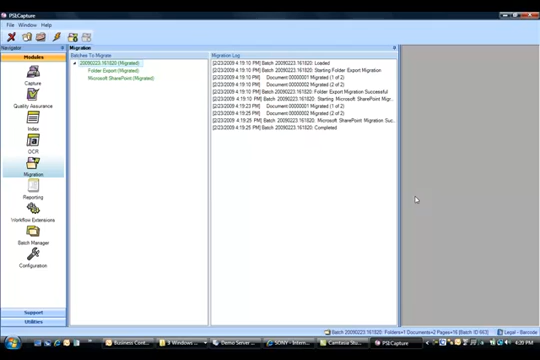 PSI:Capture
File Window Help
Navigator
Modules
Capture
Quality Assurance
Index
OCR
Migration
Reporting
Workflow Extensions
Batch Manager
Configuration
Support
Utilities
Migration
Batches To Migrate
20090223.161820 (Migrated)
Folder Export (Migrated)
Microsoft SharePoint (Migrated)
Migration Log
[2/23/2009 4:19:10 PM] Batch 20090223.161820: Loaded
[2/23/2009 4:19:10 PM] Batch 20090223.161820: Starting Folder Export Migration
[2/23/2009 4:19:10 PM] Document 00000001 Migrated (1 of 2)
[2/23/2009 4:19:10 PM] Document 00000002 Migrated (2 of 2)
[2/23/2009 4:19:10 PM] Batch 20090223.161820: Folder Export Migration Successful
[2/23/2009 4:19:10 PM] Batch 20090223.161820: Starting Microsoft SharePoint Migr...
[2/23/2009 4:19:23 PM] Document 00000001 Migrated (1 of 2)
[2/23/2009 4:19:25 PM] Document 00000002 Migrated (2 of 2)
[2/23/2009 4:19:25 PM] Batch 20090223.161820: Microsoft SharePoint Migration Suc...
[2/23/2009 4:19:25 PM] Batch 20090223.161820: Completed
Batch 20090223.161820: Folders=1 Documents=2 Pages=16 (Batch ID 663)
Legal - Barcode
Business Cont...
3 Windows ...
Demo Server ...
SONY - Intern...
Camtasia Stu...
PSI:Capture
4:20 PM